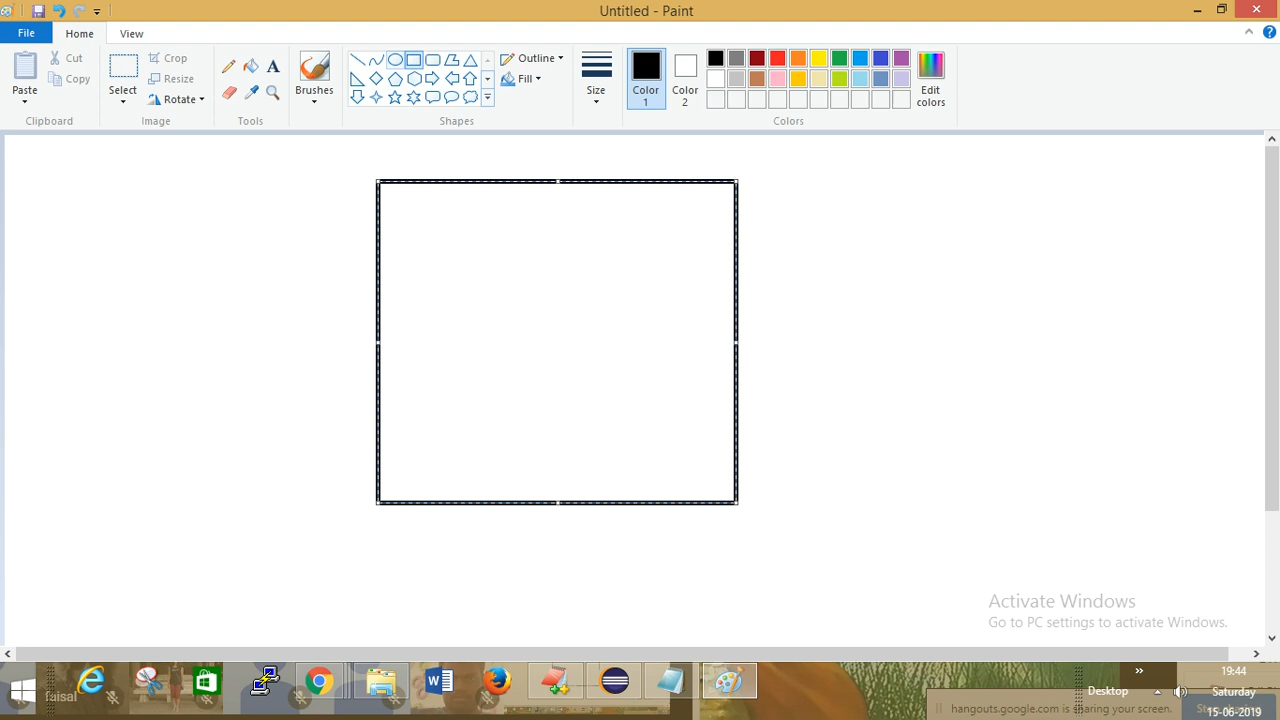 Untitled - Paint
File Home View
Paste Cut Copy
Select Crop Resize Rotate
Brushes
Outline Fill
Size
Color 1
Color 2
Edit colors
Clipboard Image Tools Shapes Colors
Activate Windows
Go to PC settings to activate Windows.
faisal
Desktop
19:44
Saturday
15-06-2019
hangouts.google.com is sharing your screen.